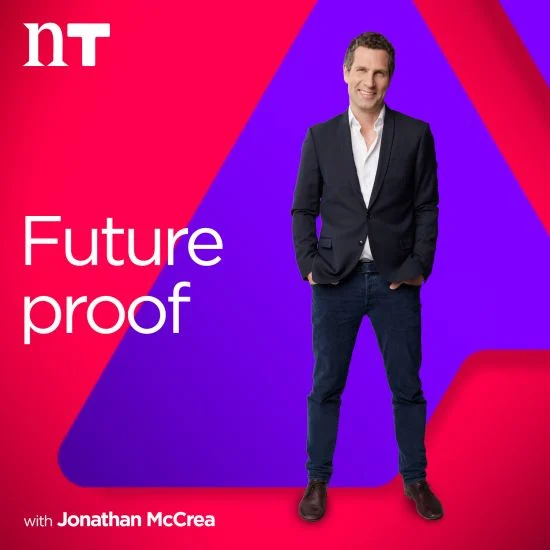 nT
Future
proof
with Jonathan McCrea